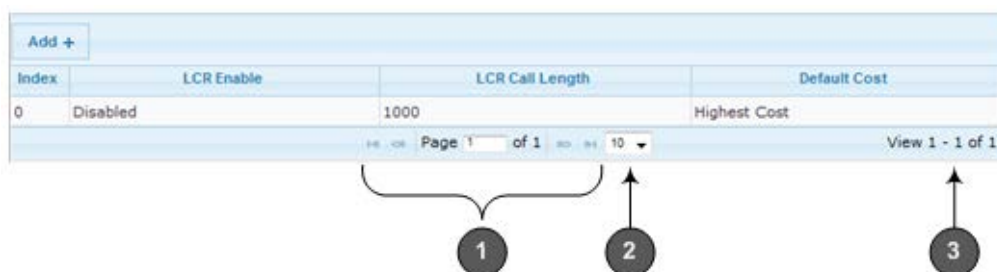 Add +
Index LCR Enable LCR Call Length Default Cost
0 Disabled 1000 Highest Cost
Page 1 of 1 10 View 1 - 1 of 1
1 2 3